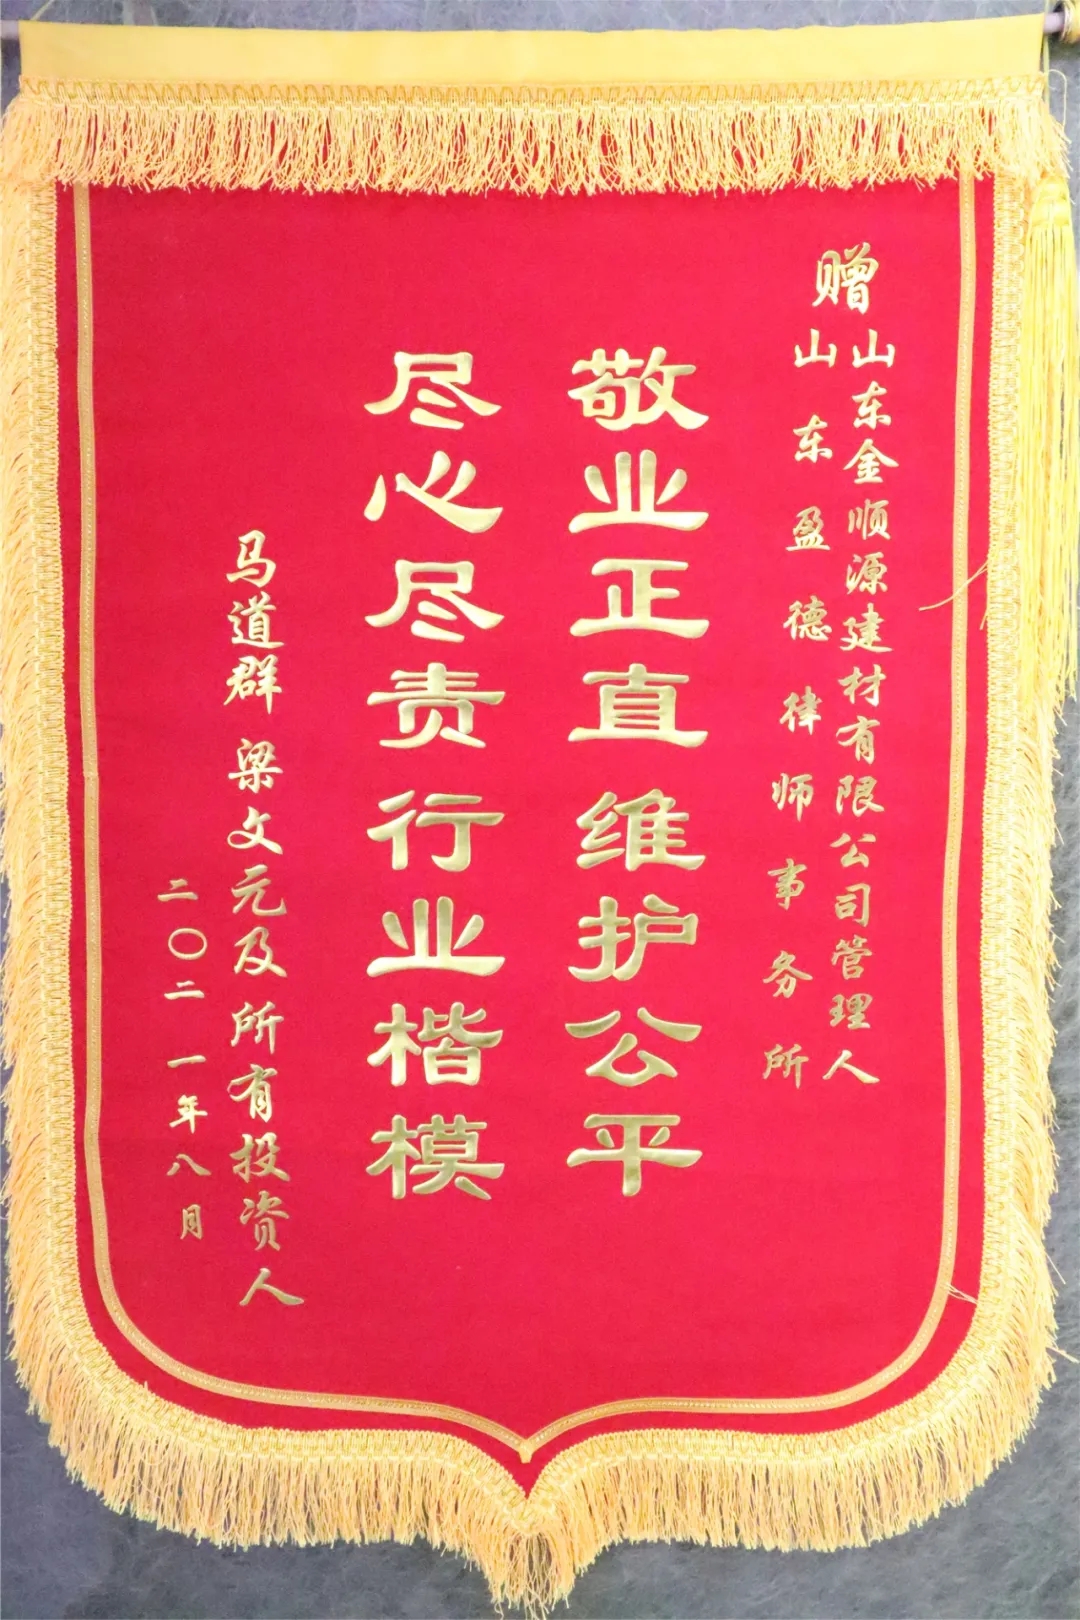 赠
山东金顺源建材有限公司管理人
山东盈德律师事务所
敬业正直维护公平
尽心尽责行业楷模
马道群 梁文元及所有投资人
二〇二一年八月